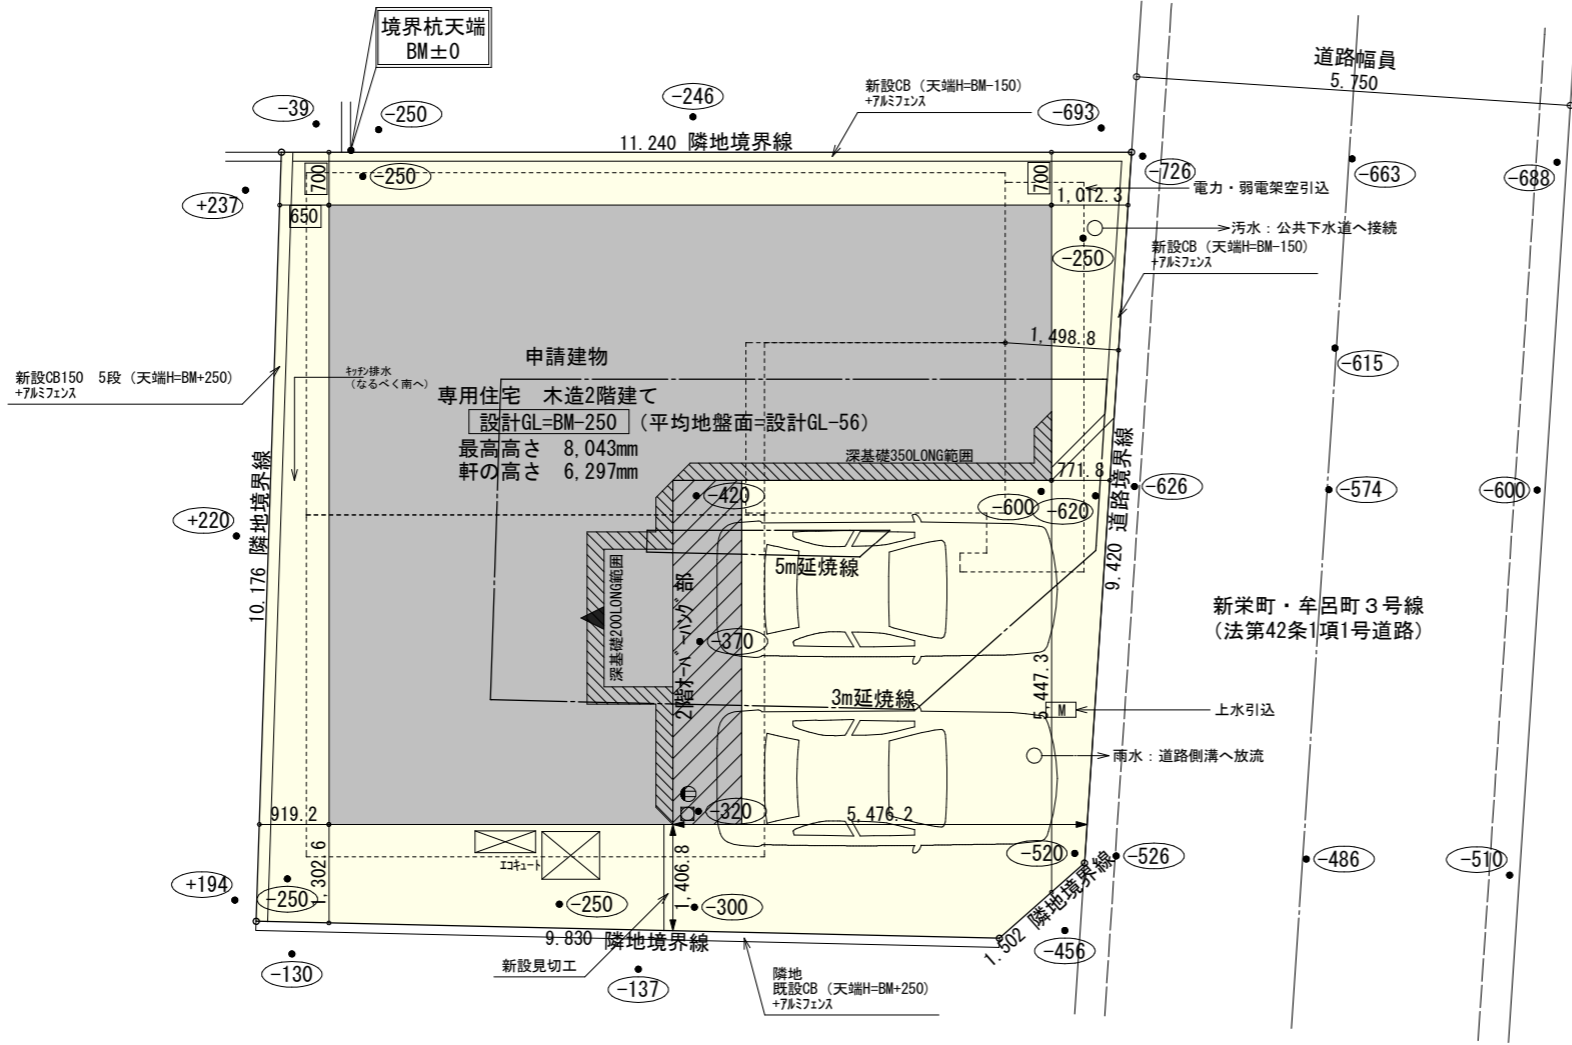 境界杭天端
BM±0
道路幅員
5.750
新設CB（天端H=BM-150）
+アルミフェンス
-39
-250
-246
-693
11.240 隣地境界線
-726
-663
-688
700
-250
700
電力・弱電架空引込
+237
650
1,012.3
汚水：公共下水道へ接続
-250
新設CB（天端H=BM-150）
+アルミフェンス
1,498.8
-615
申請建物
新設CB150　5段（天端H=BM+250）
+アルミフェンス
キッチン排水
（なるべく南へ）
専用住宅　木造2階建て
設計GL=BM-250
（平均地盤面=設計GL-56）
最高高さ　8,043mm
軒の高さ　6,297mm
深基礎350LONG範囲
771.8
-420
-600
-620
-626
-574
-600
+220
10.176 隣地境界線
9.420 道路境界線
5m延焼線
深基礎200LONG範囲
2階オーバーハング部
-370
新栄町・牟呂町３号線
（法第42条1項1号道路）
3m延焼線
5,447.3
M
上水引込
雨水：道路側溝へ放流
919.2
-320
5,476.2
1,302.6
エコキュート
1,406.8
-520
-526
-486
-510
+194
-250
-250
-300
1.502 隣地境界線
-456
9.830 隣地境界線
-130
新設見切工
-137
隣地
既設CB（天端H=BM+250）
+アルミフェンス